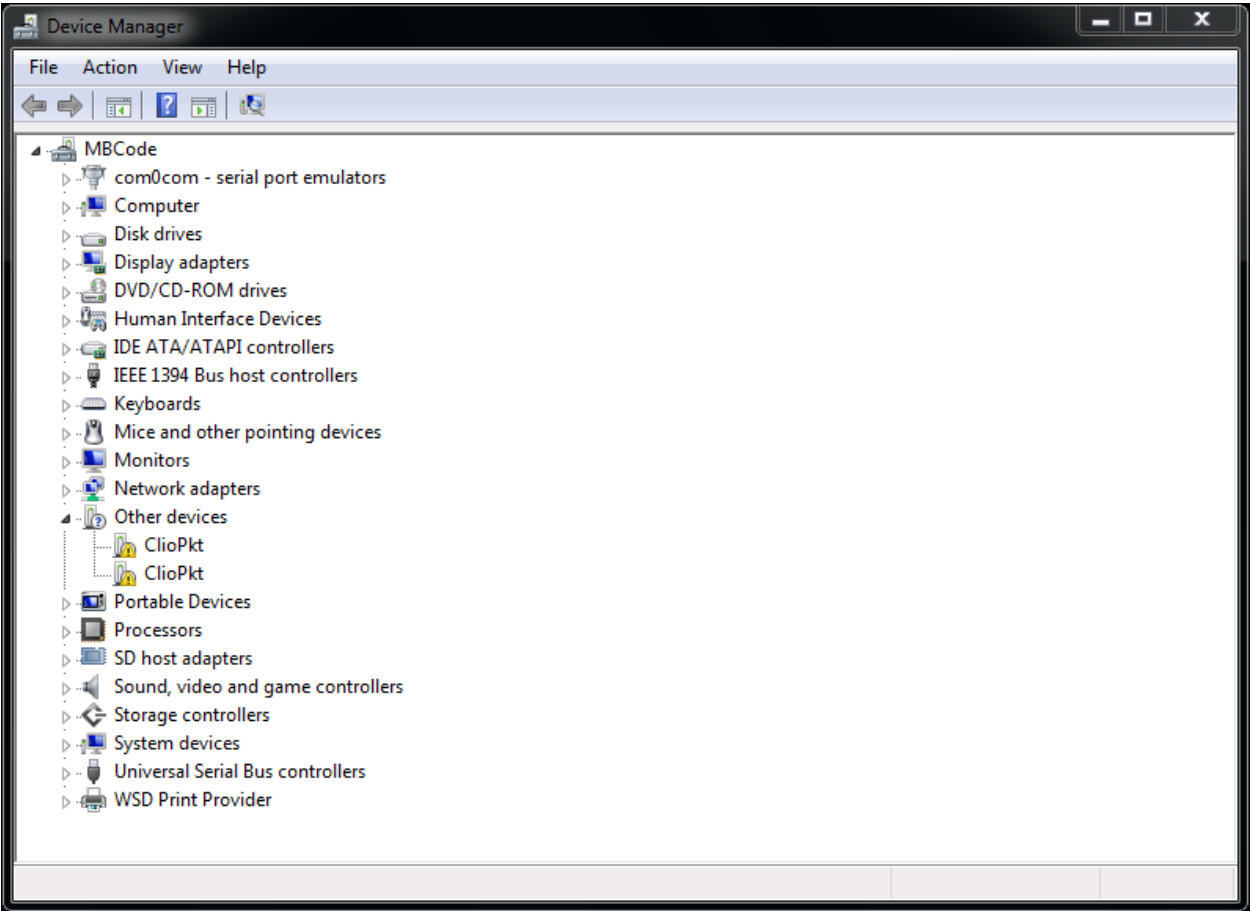 Device Manager
File Action View Help
MBCode
com0com - serial port emulators
Computer
Disk drives
Display adapters
DVD/CD-ROM drives
Human Interface Devices
IDE ATA/ATAPI controllers
IEEE 1394 Bus host controllers
Keyboards
Mice and other pointing devices
Monitors
Network adapters
Other devices
ClioPkt
ClioPkt
Portable Devices
Processors
SD host adapters
Sound, video and game controllers
Storage controllers
System devices
Universal Serial Bus controllers
WSD Print Provider